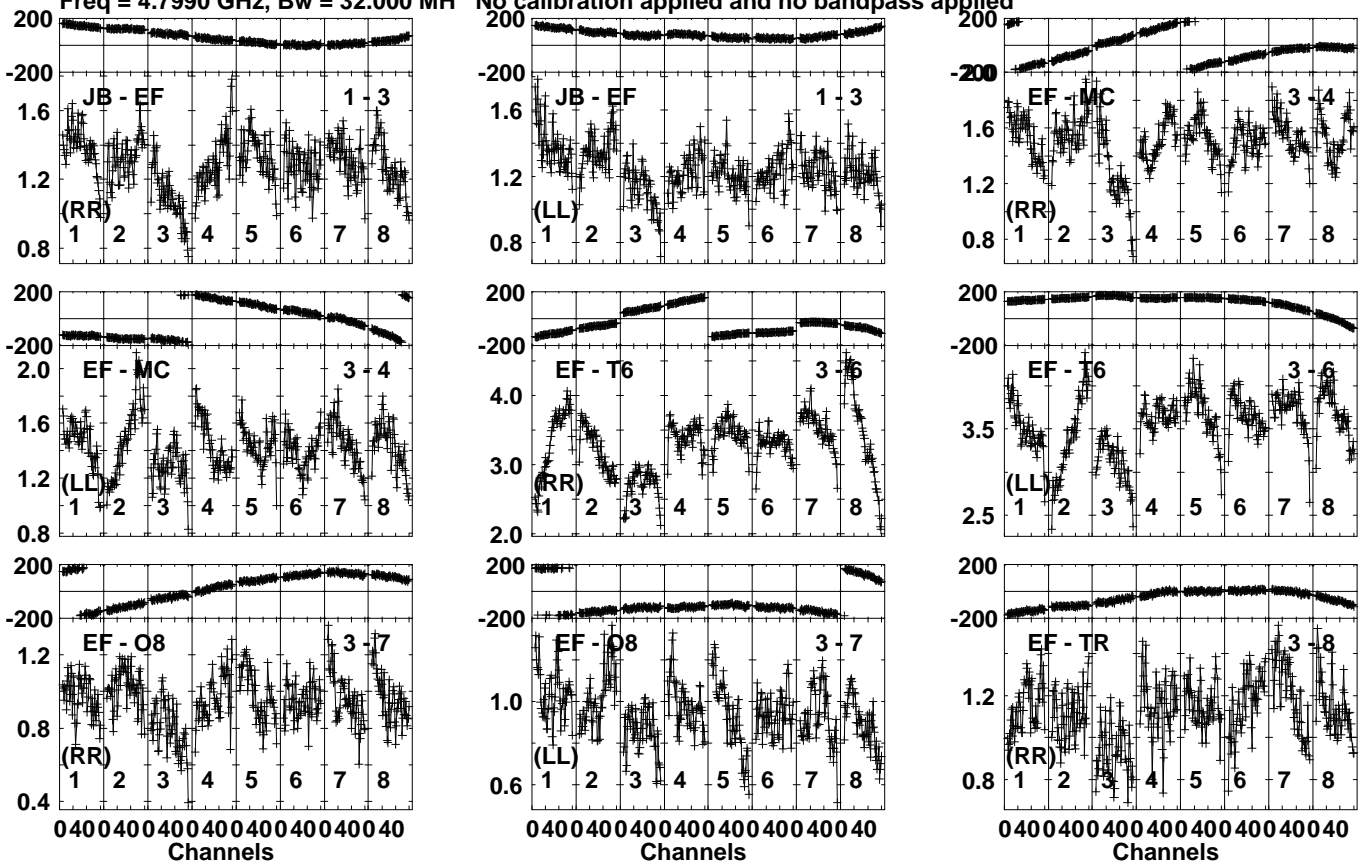 Freq = 4.7990 GHz, Bw = 32.000 MH No calibration applied and no bandpass applied
200 200 200
-200 -200 -200 2.0
JB - EF 1 - 3 JB - EF 1 - 3 EF - MC 3 - 4
1.6 1.6 1.6
1.2 1.2 1.2
(RR) (LL) (RR)
1 2 3 4 5 6 7 8 1 2 3 4 5 6 7 8 1 2 3 4 5 6 7 8
0.8 0.8 0.8
200 200 200
-200 -200 -200
EF - MC 3 - 4 EF - T6 3 - 6 EF - T6 3 - 6
2.0 4.0
1.6 3.5
1.2 3.0
(LL) (RR) (LL)
1 2 3 4 5 6 7 8 1 2 3 4 5 6 7 8 1 2 3 4 5 6 7 8
0.8 2.0 2.5
200 200 200
-200 -200 -200
EF - O8 3 - 7 EF - O8 3 - 7 EF - TR 3 - 8
1.2 1.0 1.2
0.8
(RR) (LL) (RR)
1 2 3 4 5 6 7 8 1 2 3 4 5 6 7 8 1 2 3 4 5 6 7 8
0.4 0.6 0.8
0 40 0 40 0 40 0 40 0 40 0 40 0 40 0 40 0 40 0 40 0 40 0 40 0 40 0 40 0 40 0 40 0 40 0 40 0 40 0 40 0 40 0 40 0 40 0 40
Channels Channels Channels